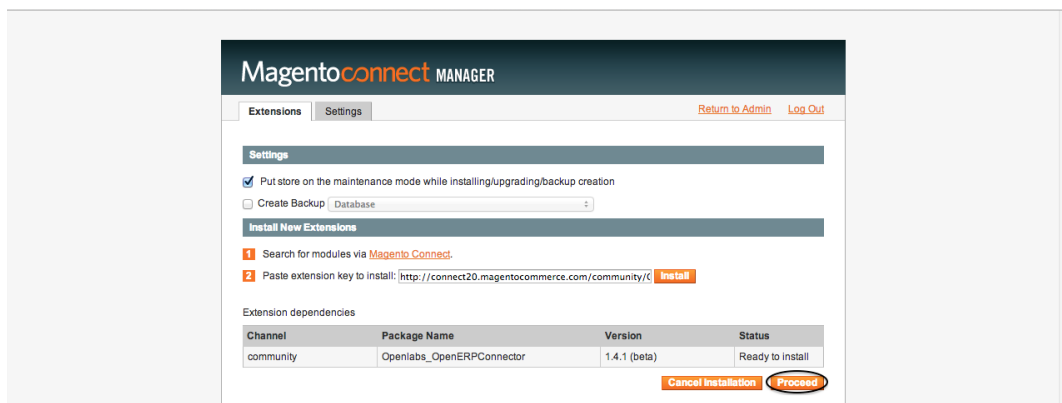 Magentoconnect MANAGER
Extensions Settings Return to Admin Log Out
Settings
Put store on the maintenance mode while installing/upgrading/backup creation
Create Backup Database
Install New Extensions
1 Search for modules via Magento Connect.
2 Paste extension key to install: http://connect20.magentocommerce.com/community/ Install
Extension dependencies
Channel Package Name Version Status
community Openlabs_OpenERPConnector 1.4.1 (beta) Ready to install
Cancel Installation Proceed